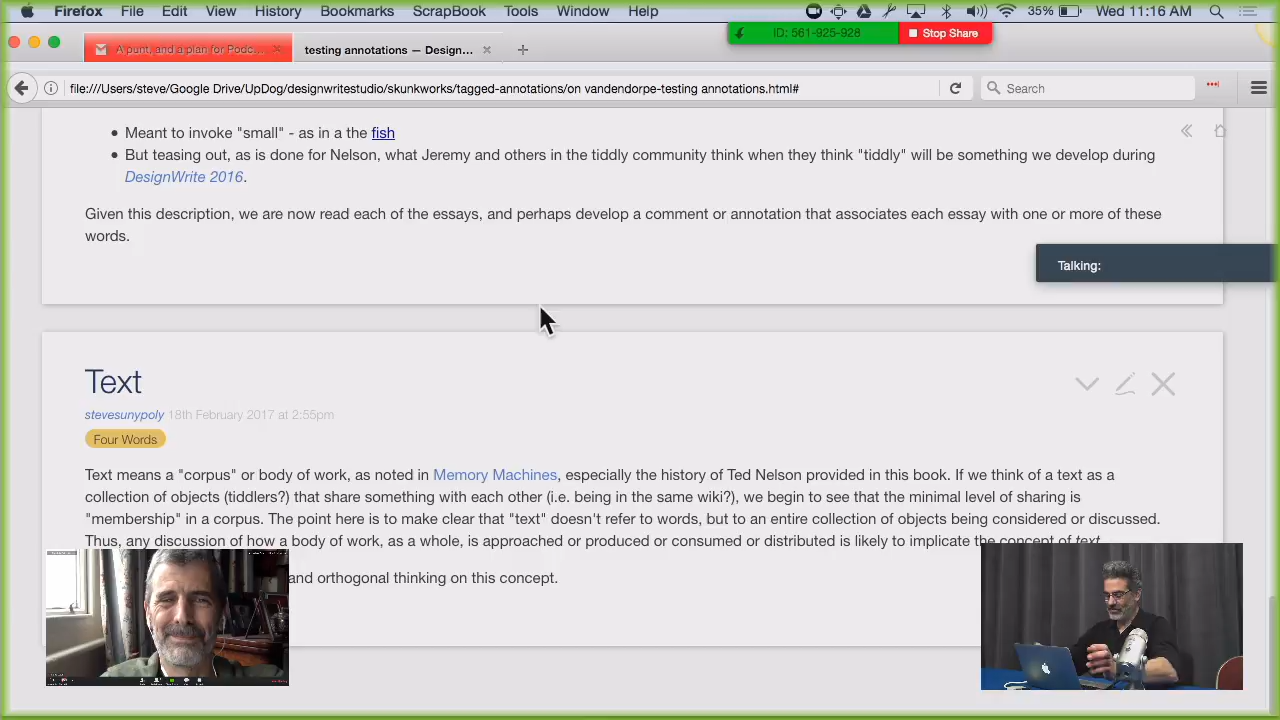 Firefox File Edit View History Bookmarks ScrapBook Tools Window Help 35% Wed 11:16 AM
ID: 561-925-928 Stop Share
A punt, and a plan for Podc... testing annotations — Design...
file:///Users/steve/Google Drive/UpDog/designwritestudio/skunkworks/tagged-annotations/on vandendorpe-testing annotations.html# Search
• Meant to invoke "small" - as in a the fish
• But teasing out, as is done for Nelson, what Jeremy and others in the tiddly community think when they think "tiddly" will be something we develop during
DesignWrite 2016.
Given this description, we are now read each of the essays, and perhaps develop a comment or annotation that associates each essay with one or more of these
words.
Talking:
Text
stevesunypoly 18th February 2017 at 2:55pm
Four Words
Text means a "corpus" or body of work, as noted in Memory Machines, especially the history of Ted Nelson provided in this book. If we think of a text as a
collection of objects (tiddlers?) that share something with each other (i.e. being in the same wiki?), we begin to see that the minimal level of sharing is
"membership" in a corpus. The point here is to make clear that "text" doesn't refer to words, but to an entire collection of objects being considered or discussed.
Thus, any discussion of how a body of work, as a whole, is approached or produced or consumed or distributed is likely to implicate the concept of text.
and orthogonal thinking on this concept.